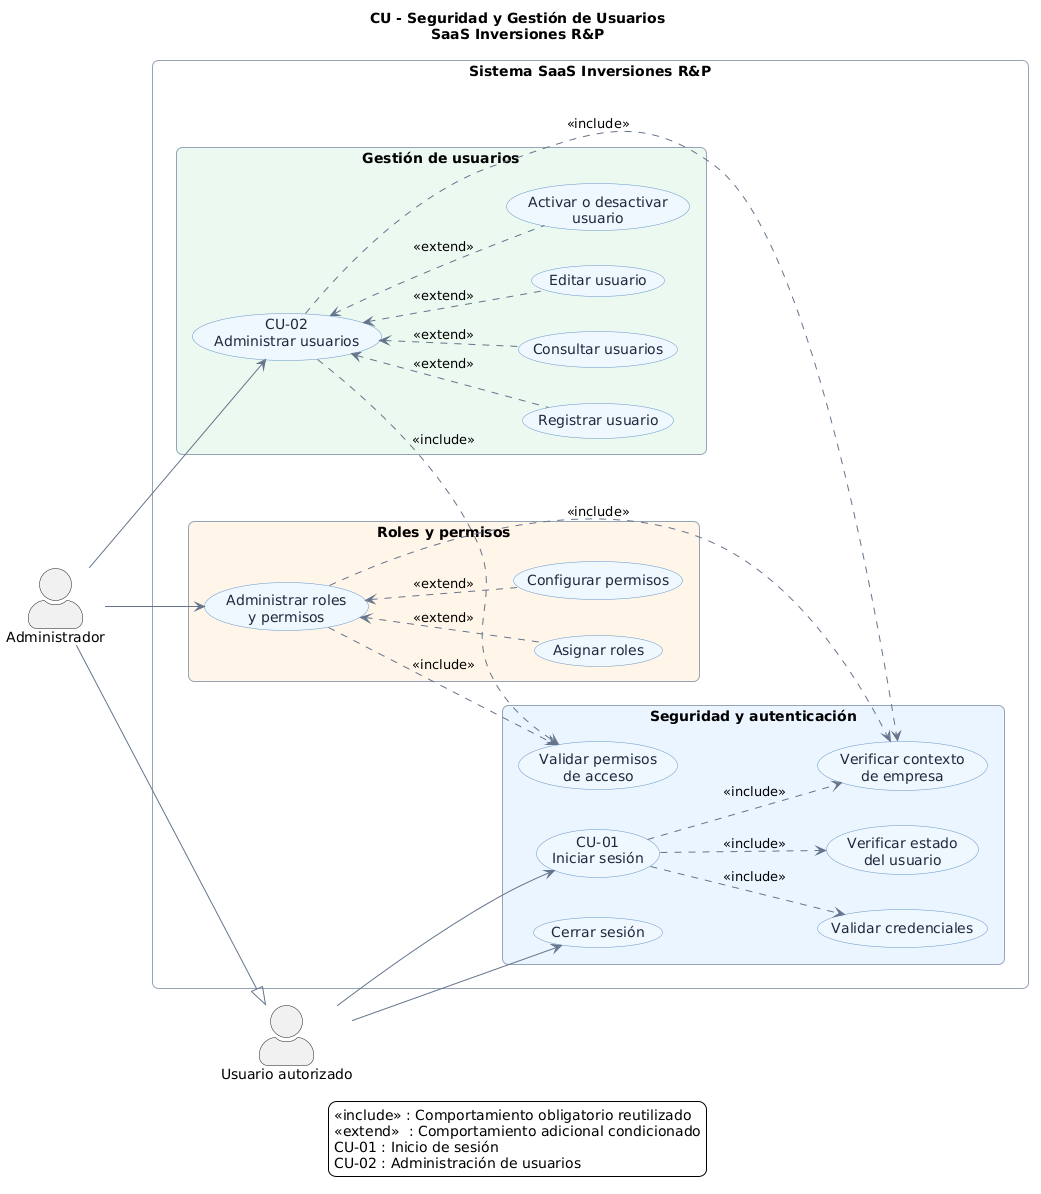 CU - Seguridad y Gestión de Usuarios
SaaS Inversiones R&P
Sistema SaaS Inversiones R&P
«include»
Gestión de usuarios
Activar o desactivar
usuario
«extend»
Editar usuario
«extend»
CU-02
Administrar usuarios
«extend»
Consultar usuarios
«extend»
Registrar usuario
«include»
«include»
Roles y permisos
Configurar permisos
«extend»
Administrar roles
y permisos
«extend»
Asignar roles
«include»
Administrador
Seguridad y autenticación
Validar permisos
de acceso
Verificar contexto
de empresa
«include»
CU-01
Iniciar sesión
«include»
Verificar estado
del usuario
«include»
Cerrar sesión
Validar credenciales
Usuario autorizado
«include» : Comportamiento obligatorio reutilizado
«extend»  : Comportamiento adicional condicionado
CU-01 : Inicio de sesión
CU-02 : Administración de usuarios